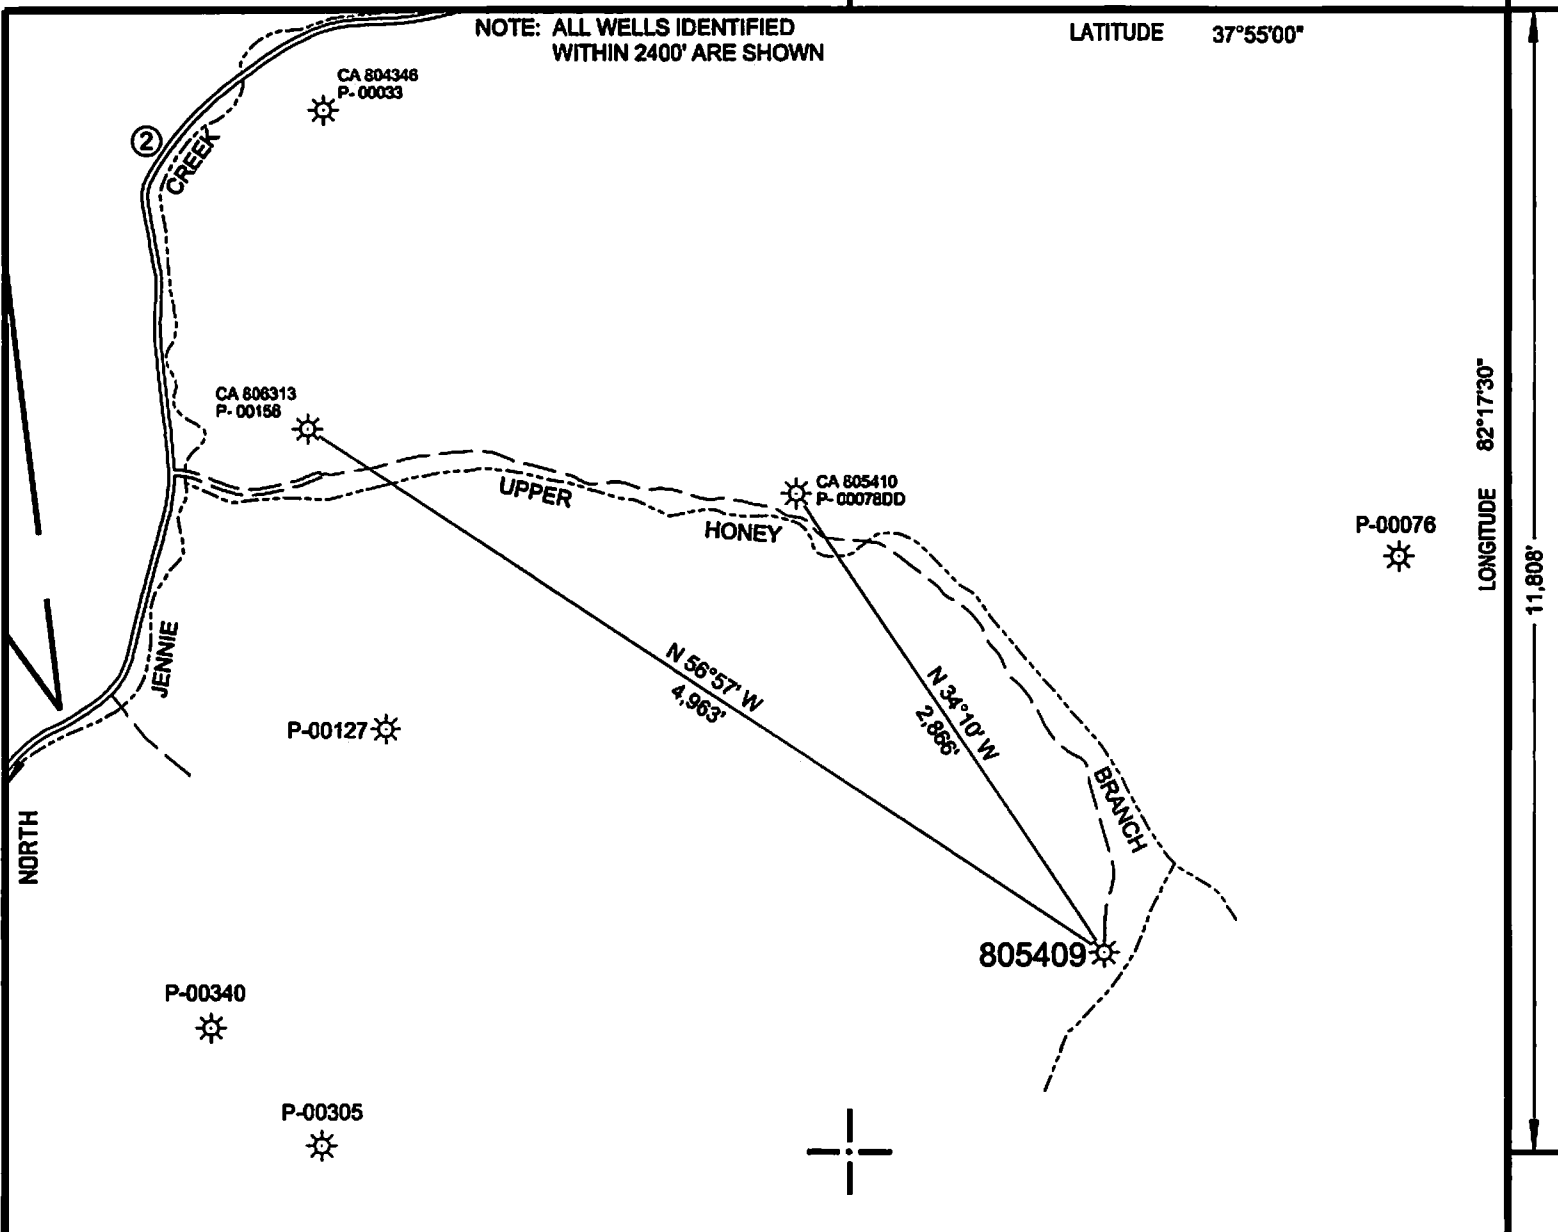 NOTE: ALL WELLS IDENTIFIED
WITHIN 2400' ARE SHOWN
LATITUDE 37°55'00"
CA 804346
P- 00033
2
CREEK
CA 806313
P- 00156
UPPER
HONEY
CA 805410
P- 00078DD
P-00076
LONGITUDE 82°17'30"
11,808'
JENNIE
N 56°57' W
4,963'
N 34°10' W
2,866'
P-00127
BRANCH
NORTH
805409
P-00340
P-00305